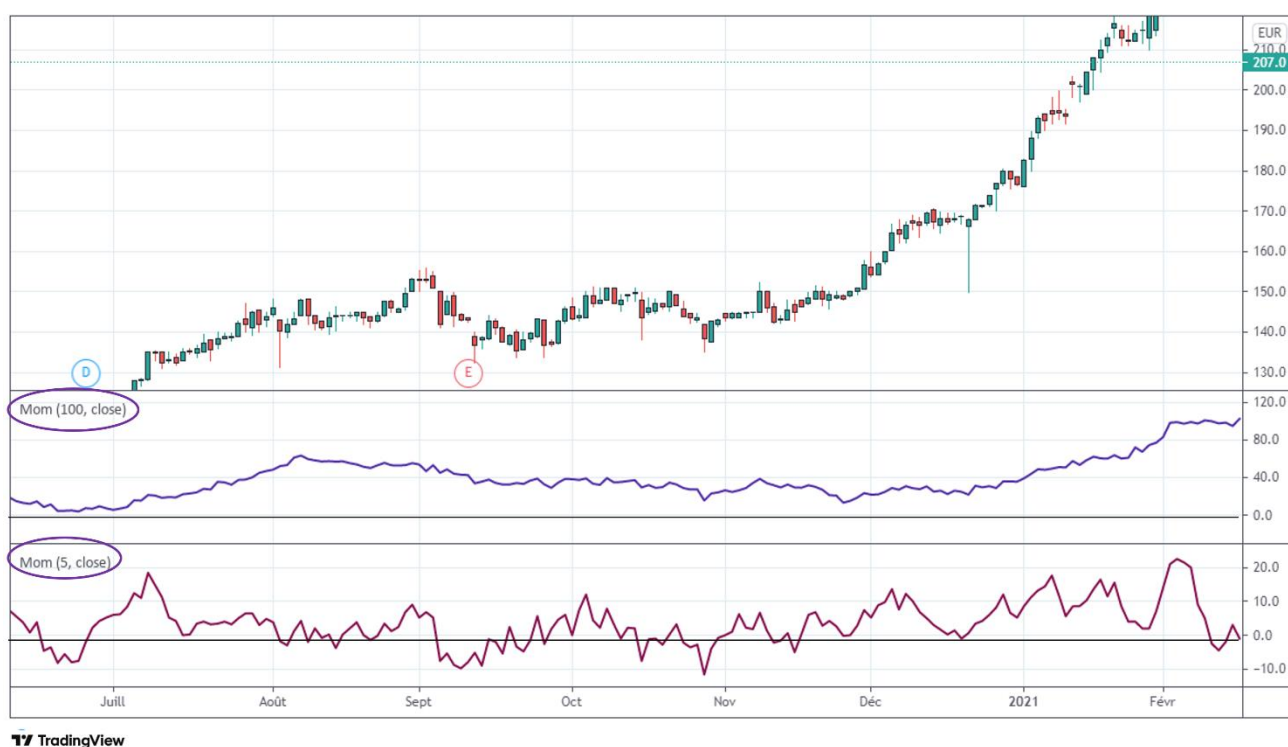 EUR
210.0
207.0
200.0
190.0
180.0
170.0
160.0
150.0
140.0
130.0
D
E
Mom (100, close)
120.0
80.0
40.0
0.0
Mom (5, close)
20.0
10.0
0.0
−10.0
Juill Août Sept Oct Nov Déc 2021 Févr
TradingView